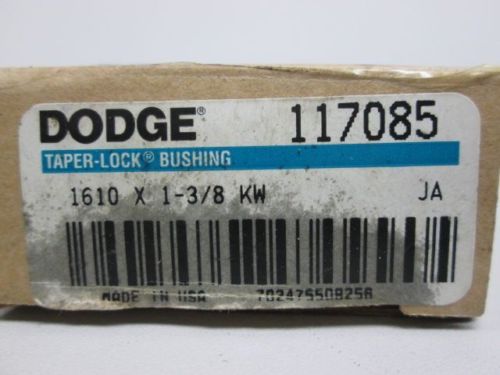 DODGE® 117085
TAPER-LOCK® BUSHING
1610 X 1-3/8 KW JA
MADE IN USA 782475508256